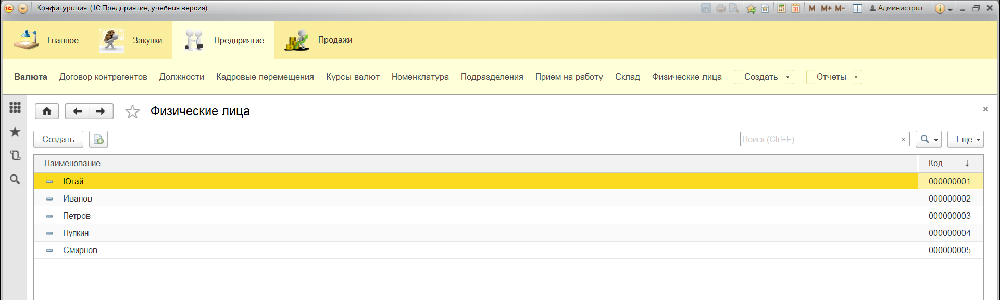 Конфигурация (1С:Предприятие, учебная версия) M M+ M- Администрат...
Главное Закупки Предприятие Продажи
Валюта Договор контрагентов Должности Кадровые перемещения Курсы валют Номенклатура Подразделения Приём на работу Склад Физические лица Создать Отчеты
Физические лица
Создать Поиск (Ctrl+F) Еще
Наименование Код
Югай 000000001
Иванов 000000002
Петров 000000003
Пупкин 000000004
Смирнов 000000005